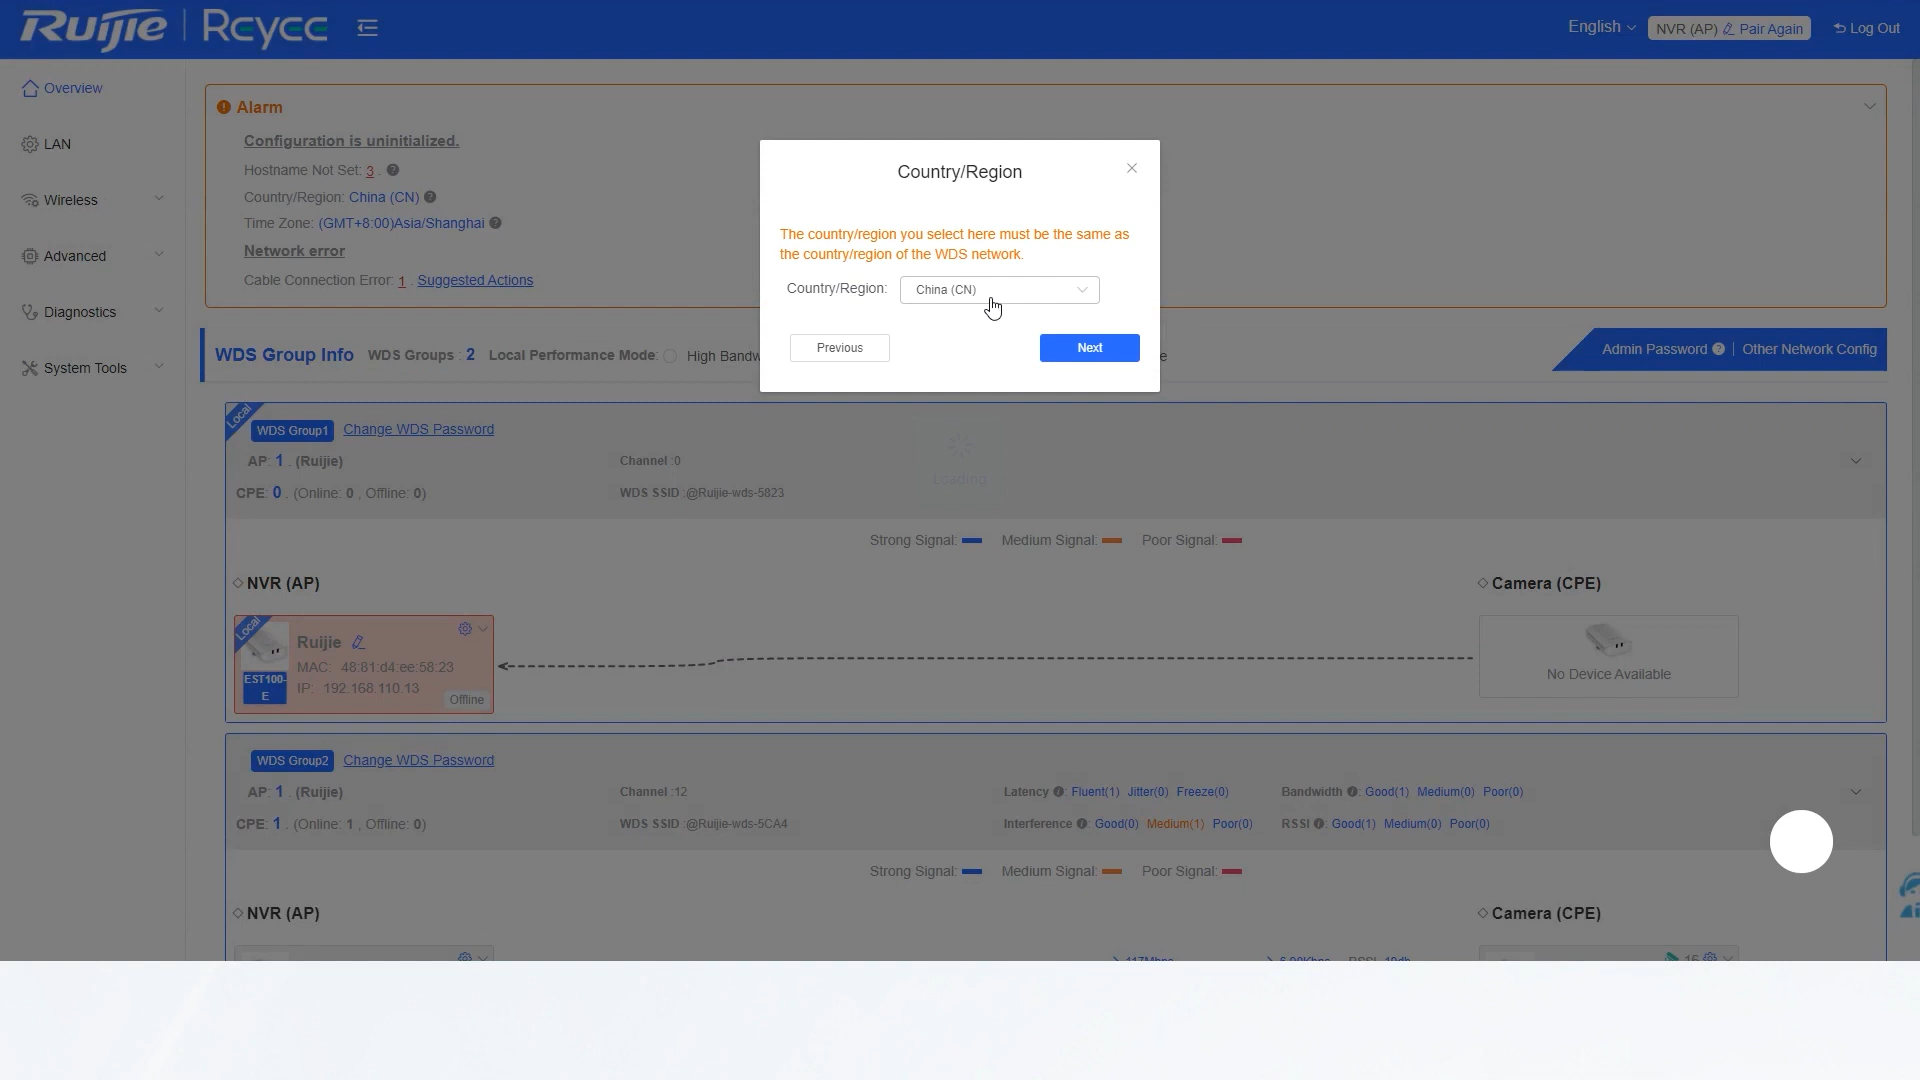 Ruijie | Reyee
English
NVR (AP) Pair Again
Log Out
Overview
LAN
Wireless
Advanced
Diagnostics
System Tools
Alarm
Configuration is uninitialized.
Hostname Not Set: 3 .
Country/Region: China (CN)
Time Zone: (GMT+8:00)Asia/Shanghai
Network error
Cable Connection Error: 1 . Suggested Actions
Country/Region
The country/region you select here must be the same as
the country/region of the WDS network.
Country/Region: China (CN)
Previous
Next
WDS Group Info WDS Groups : 2 Local Performance Mode: High Bandw
Admin Password | Other Network Config
Local
WDS Group1 Change WDS Password
AP: 1 . (Ruijie)
Channel :0
CPE: 0 . (Online: 0 , Offline: 0)
WDS SSID :@Ruijie-wds-5823
Loading
Strong Signal: Medium Signal: Poor Signal:
NVR (AP)
Camera (CPE)
Local
Ruijie
MAC: 48:81:d4:ee:58:23
EST100-E
IP: 192.168.110.13
Offline
No Device Available
WDS Group2 Change WDS Password
AP: 1 . (Ruijie)
Channel :12
Latency : Fluent(1) Jitter(0) Freeze(0)
Bandwidth : Good(1) Medium(0) Poor(0)
CPE: 1 . (Online: 1 , Offline: 0)
WDS SSID :@Ruijie-wds-5CA4
Interference : Good(0) Medium(1) Poor(0)
RSSI : Good(1) Medium(0) Poor(0)
Strong Signal: Medium Signal: Poor Signal:
NVR (AP)
Camera (CPE)